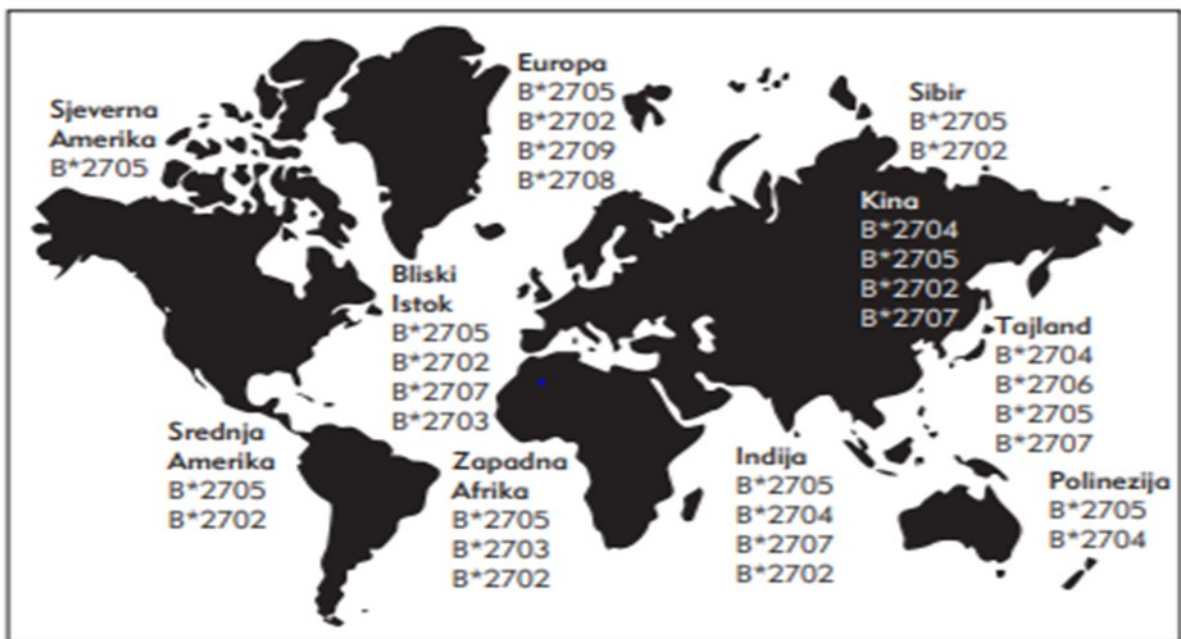 Sjeverna
Amerika
B*2705
Europa
B*2705
B*2702
B*2709
B*2708
Sibir
B*2705
B*2702
Kina
B*2704
B*2705
B*2702
B*2707
Bliski
Istok
B*2705
B*2702
B*2707
B*2703
Tajland
B*2704
B*2706
B*2705
B*2707
Srednja
Amerika
B*2705
B*2702
Zapadna
Afrika
B*2705
B*2703
B*2702
Indija
B*2705
B*2704
B*2707
B*2702
Polinezija
B*2705
B*2704